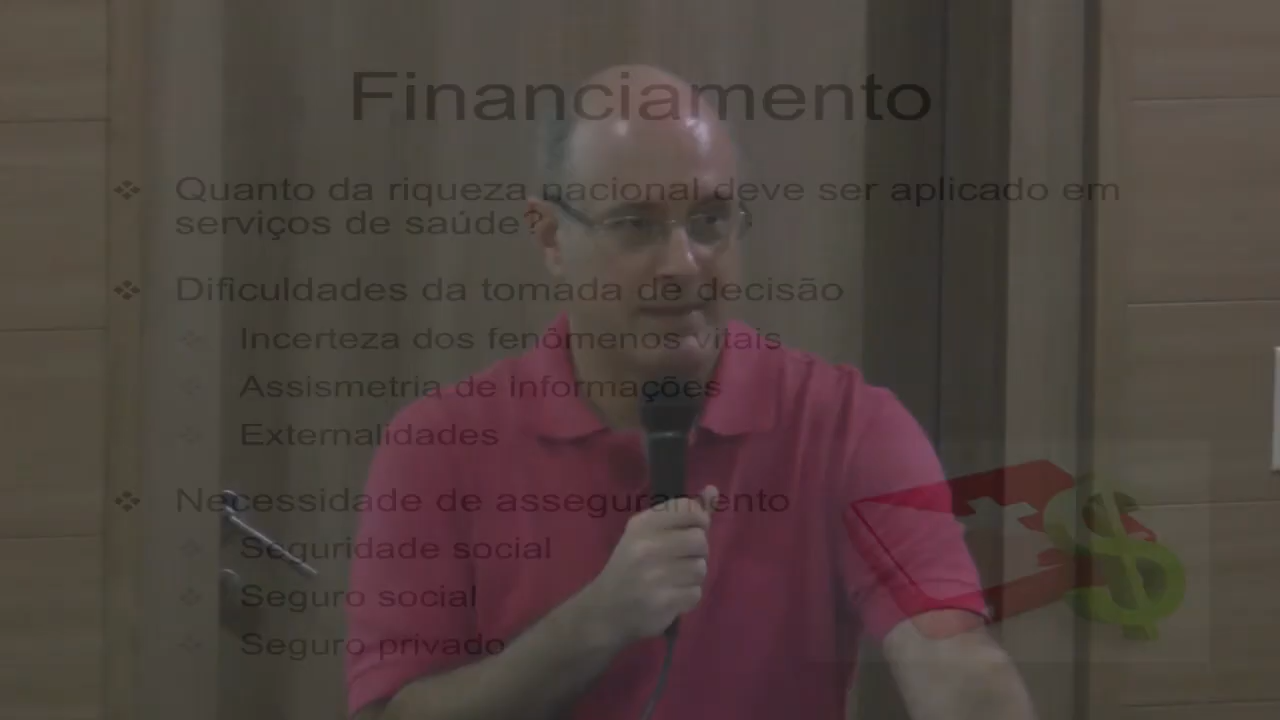 Financiamento
Quanto da riqueza nacional deve ser aplicado em
serviços de saúde?
Dificuldades da tomada de decisão
Incerteza dos fenômenos vitais
Assismetria de informações
Externalidades
Necessidade de asseguramento
Seguridade social
Seguro social
Seguro privado